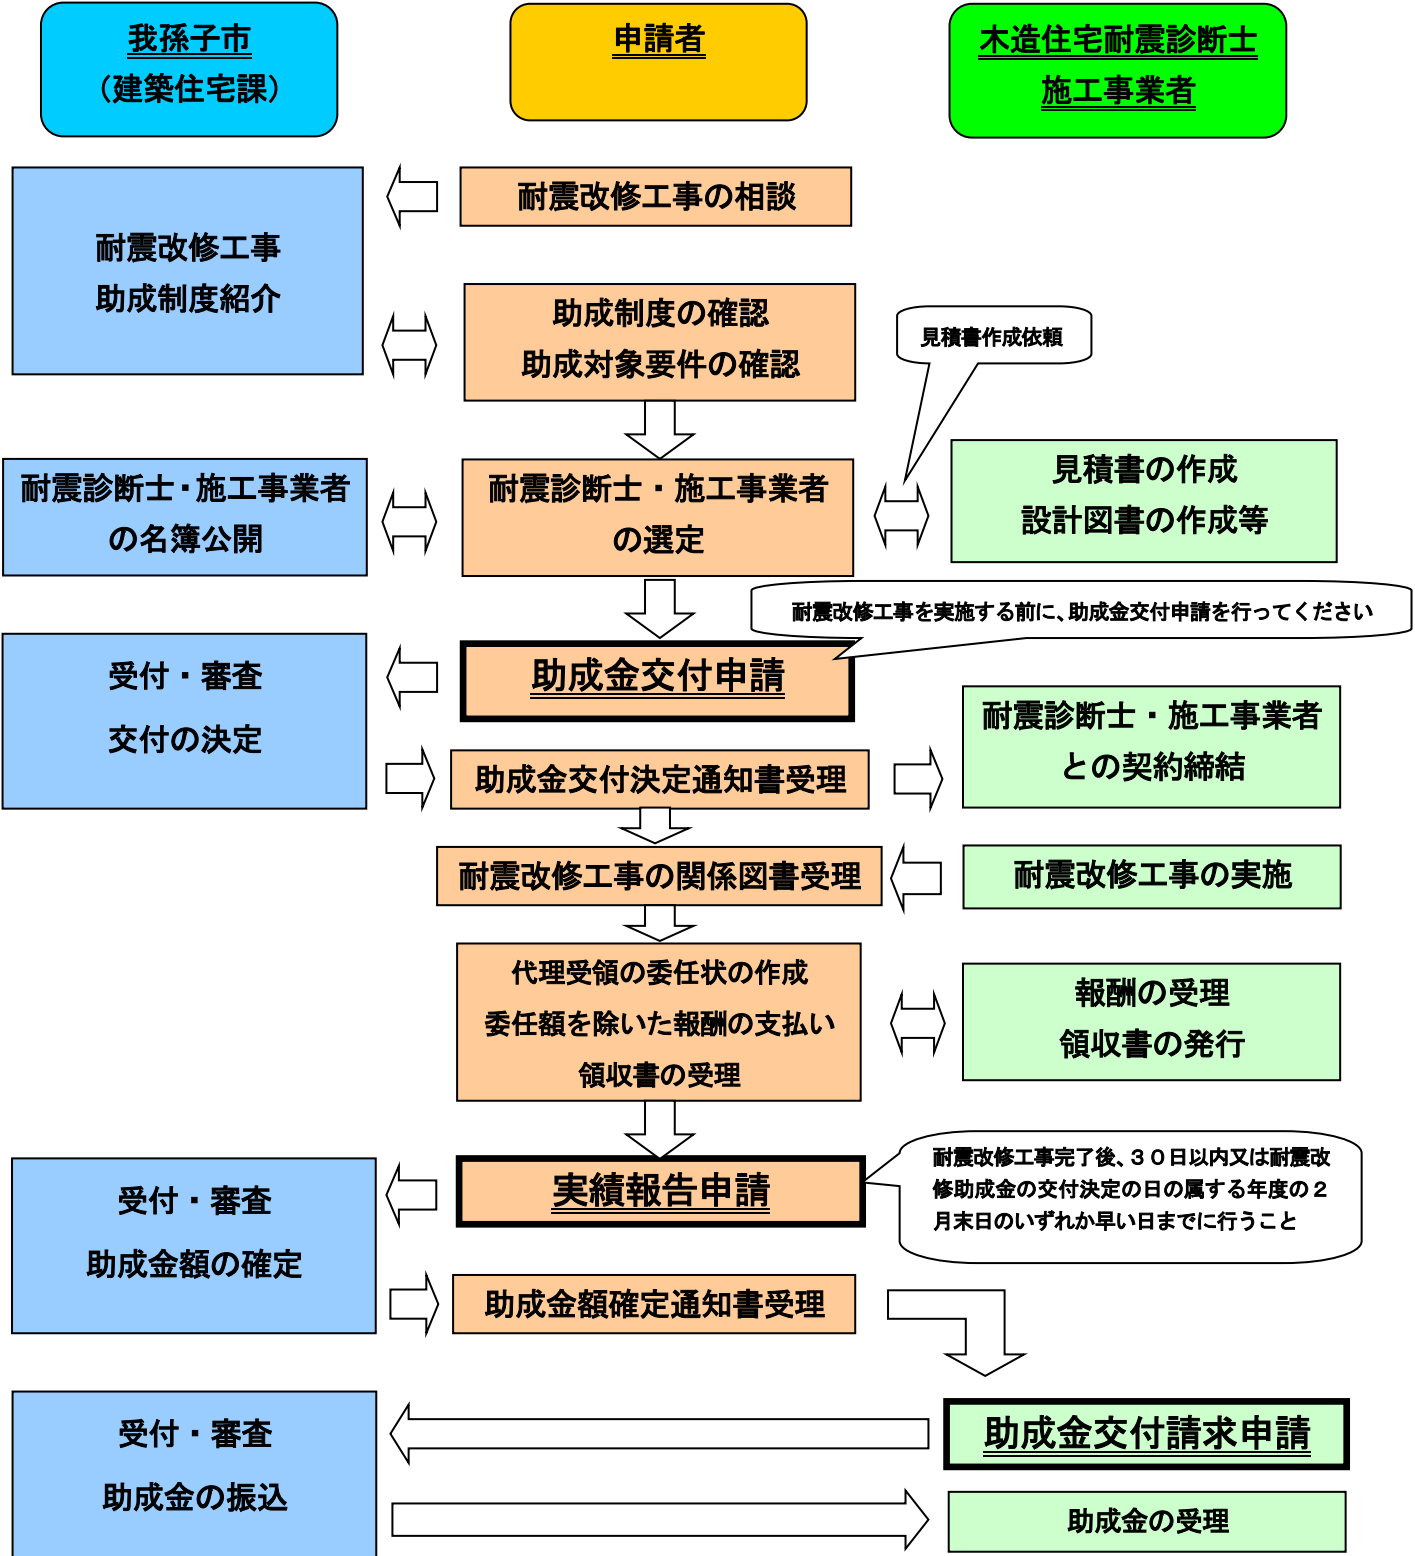 我孫子市
（建築住宅課）
申請者
木造住宅耐震診断士
施工事業者
耐震改修工事の相談
耐震改修工事
助成制度紹介
助成制度の確認
助成対象要件の確認
見積書作成依頼
耐震診断士・施工事業者
の名簿公開
耐震診断士・施工事業者
の選定
見積書の作成
設計図書の作成等
耐震改修工事を実施する前に、助成金交付申請を行ってください
受付・審査
交付の決定
助成金交付申請
耐震診断士・施工事業者
との契約締結
助成金交付決定通知書受理
耐震改修工事の関係図書受理
耐震改修工事の実施
代理受領の委任状の作成
委任額を除いた報酬の支払い
領収書の受理
報酬の受理
領収書の発行
受付・審査
助成金額の確定
実績報告申請
耐震改修工事完了後、３０日以内又は耐震改
修助成金の交付決定の日の属する年度の２
月末日のいずれか早い日までに行うこと
助成金額確定通知書受理
受付・審査
助成金の振込
助成金交付請求申請
助成金の受理